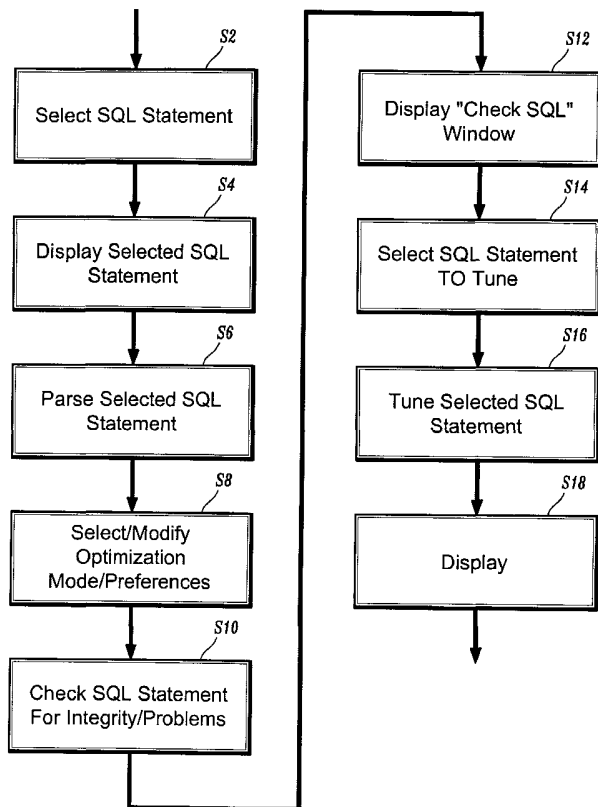 S2
Select SQL Statement
S4
Display Selected SQL
Statement
S6
Parse Selected SQL
Statement
S8
Select/Modify
Optimization
Mode/Preferences
S10
Check SQL Statement
For Integrity/Problems
S12
Display "Check SQL"
Window
S14
Select SQL Statement
TO Tune
S16
Tune Selected SQL
Statement
S18
Display